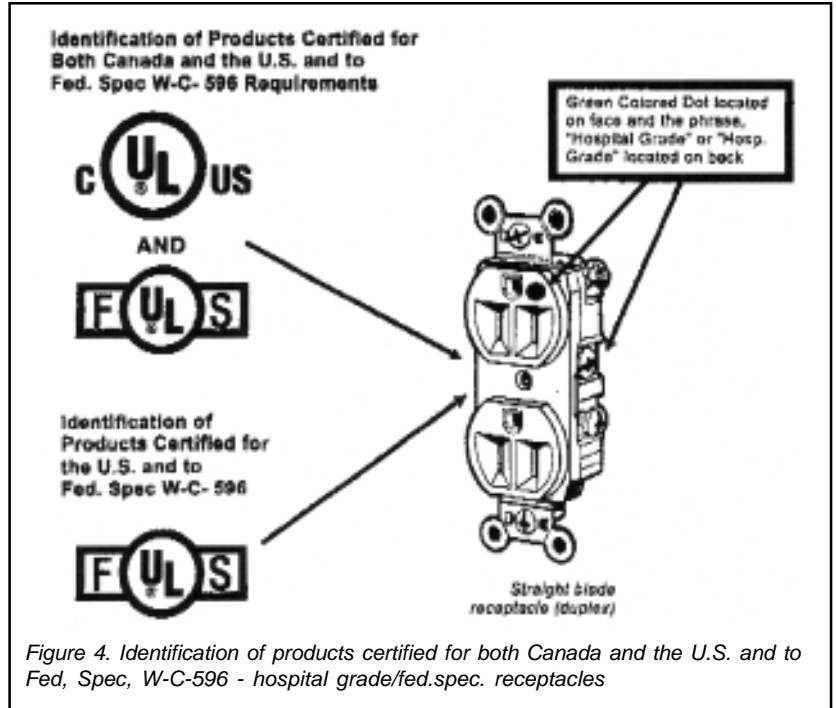 Identification of Products Certified for
Both Canada and the U.S. and to
Fed. Spec W-C- 596 Requirements
Green Colored Dot located
on face and the phrase,
"Hospital Grade" or "Hosp.
Grade" located on back
C UL ® US
AND
F UL ® S
Identification of
Products Certified for
the U.S. and to
Fed. Spec W-C- 596
F UL ® S
Straight blade
receptacle (duplex)
Figure 4. Identification of products certified for both Canada and the U.S. and to
Fed, Spec, W-C-596 - hospital grade/fed.spec. receptacles